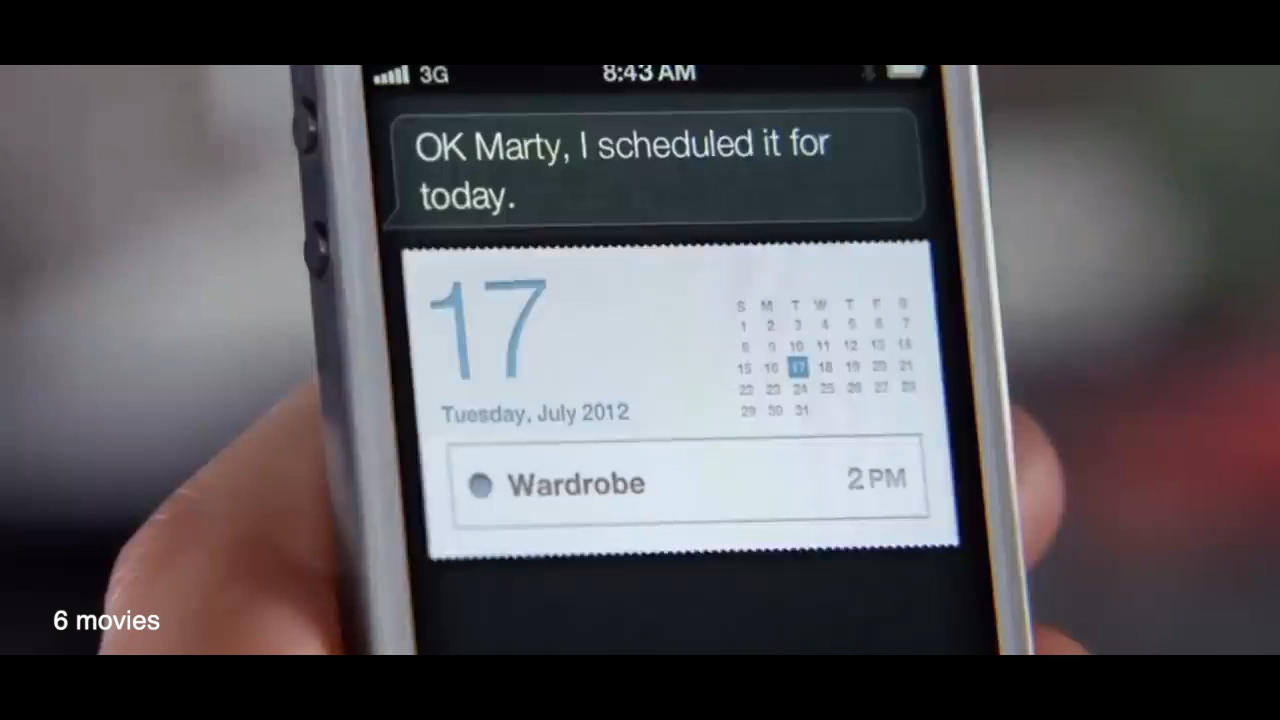 3G 8:43 AM
OK Marty, I scheduled it for
today.
17
S M T W T F S
1 2 3 4 5 6 7
8 9 10 11 12 13 14
15 16 17 18 19 20 21
22 23 24 25 26 27 28
29 30 31
Tuesday, July 2012
Wardrobe 2 PM
6 movies